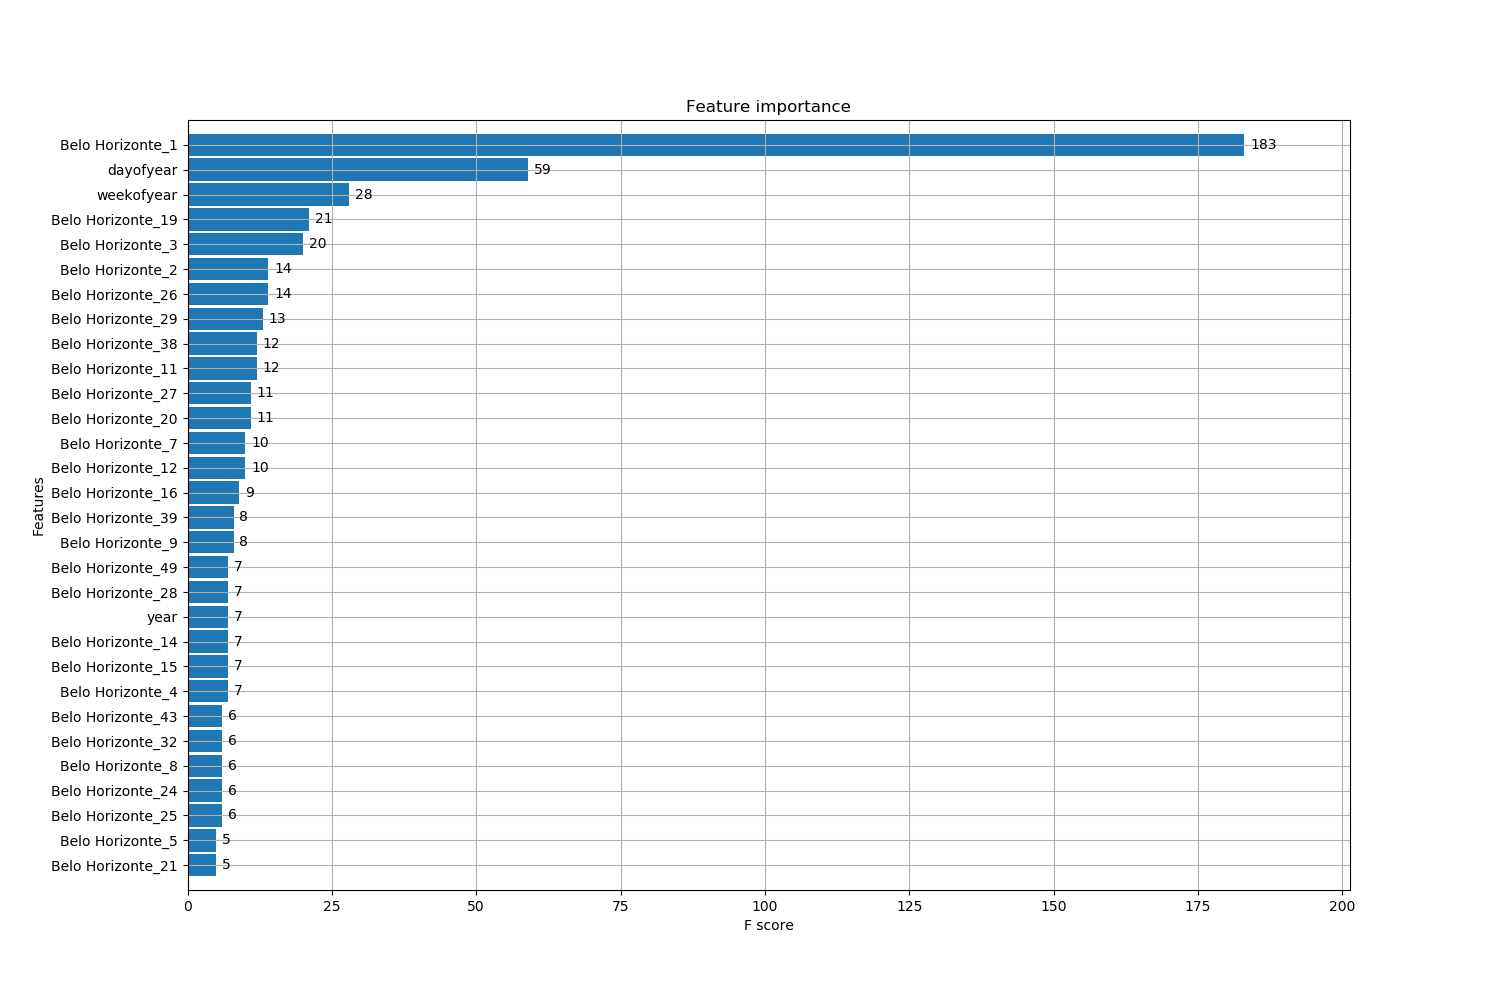 Feature importance
Belo Horizonte_1 183
dayofyear 59
weekofyear 28
Belo Horizonte_19 21
Belo Horizonte_3 20
Belo Horizonte_2 14
Belo Horizonte_26 14
Belo Horizonte_29 13
Belo Horizonte_38 12
Belo Horizonte_11 12
Belo Horizonte_27 11
Belo Horizonte_20 11
Belo Horizonte_7 10
Belo Horizonte_12 10
Belo Horizonte_16 9
Belo Horizonte_39 8
Belo Horizonte_9 8
Belo Horizonte_49 7
Belo Horizonte_28 7
year 7
Belo Horizonte_14 7
Belo Horizonte_15 7
Belo Horizonte_4 7
Belo Horizonte_43 6
Belo Horizonte_32 6
Belo Horizonte_8 6
Belo Horizonte_24 6
Belo Horizonte_25 6
Belo Horizonte_5 5
Belo Horizonte_21 5
Features
0 25 50 75 100 125 150 175 200
F score